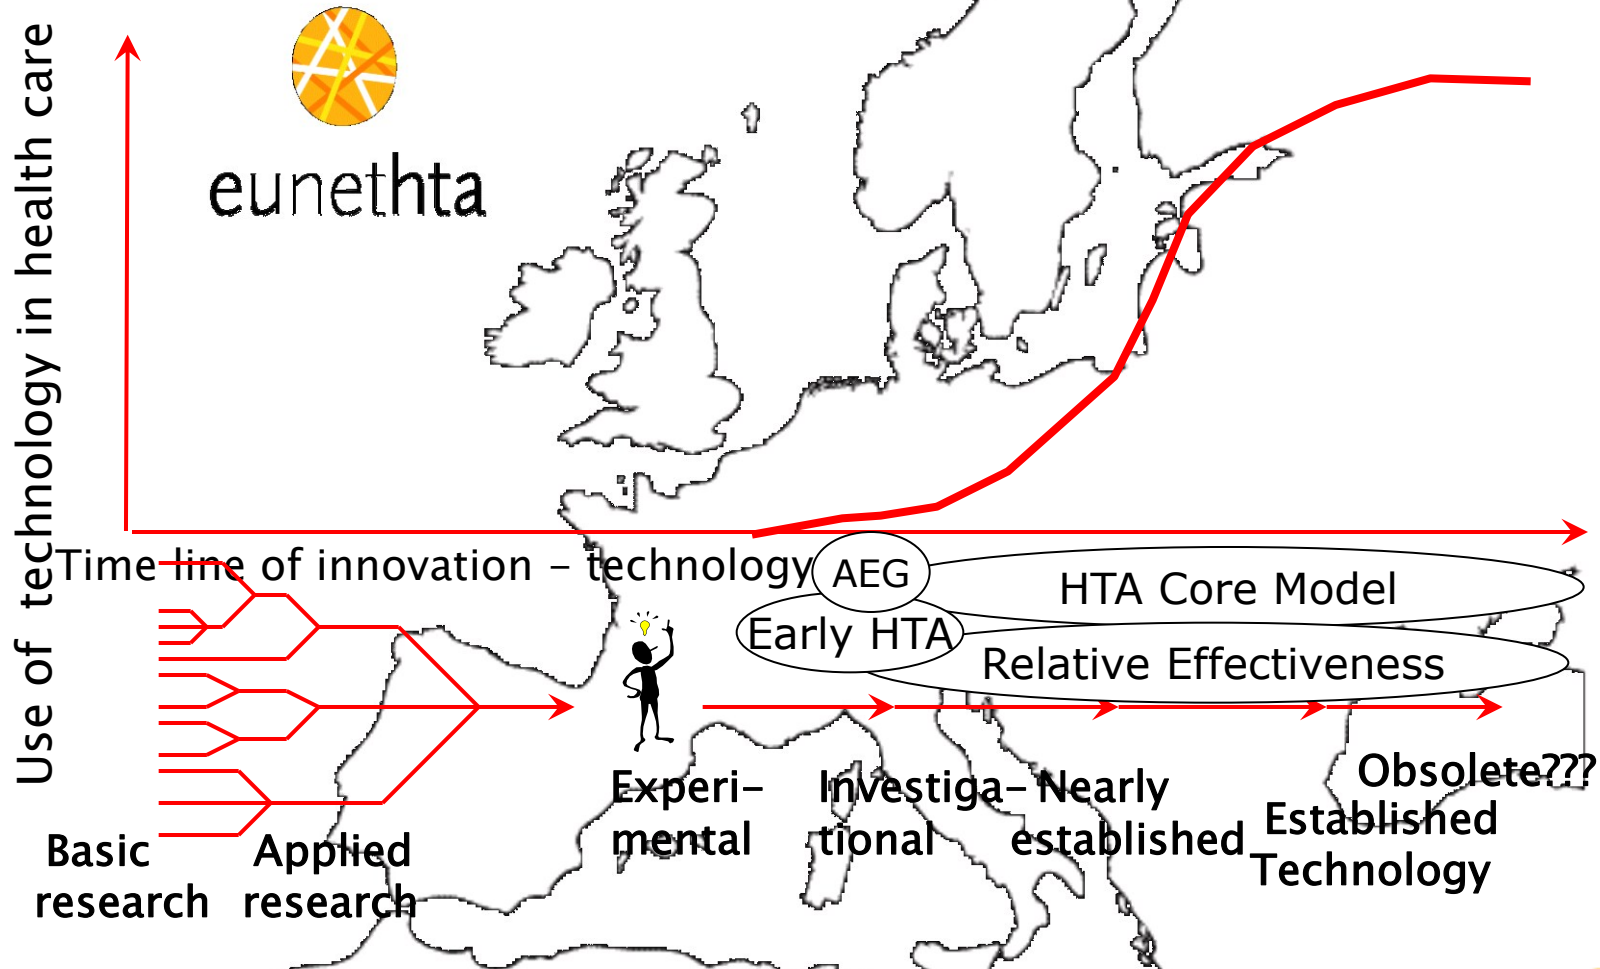 Use of technology in health care
eunethta
Time line of innovation – technology
AEG
HTA Core Model
Early HTA
Relative Effectiveness
Basic
research
Applied
research
Experi-
mental
Investiga-
tional
Nearly
established
Obsolete???
Established
Technology